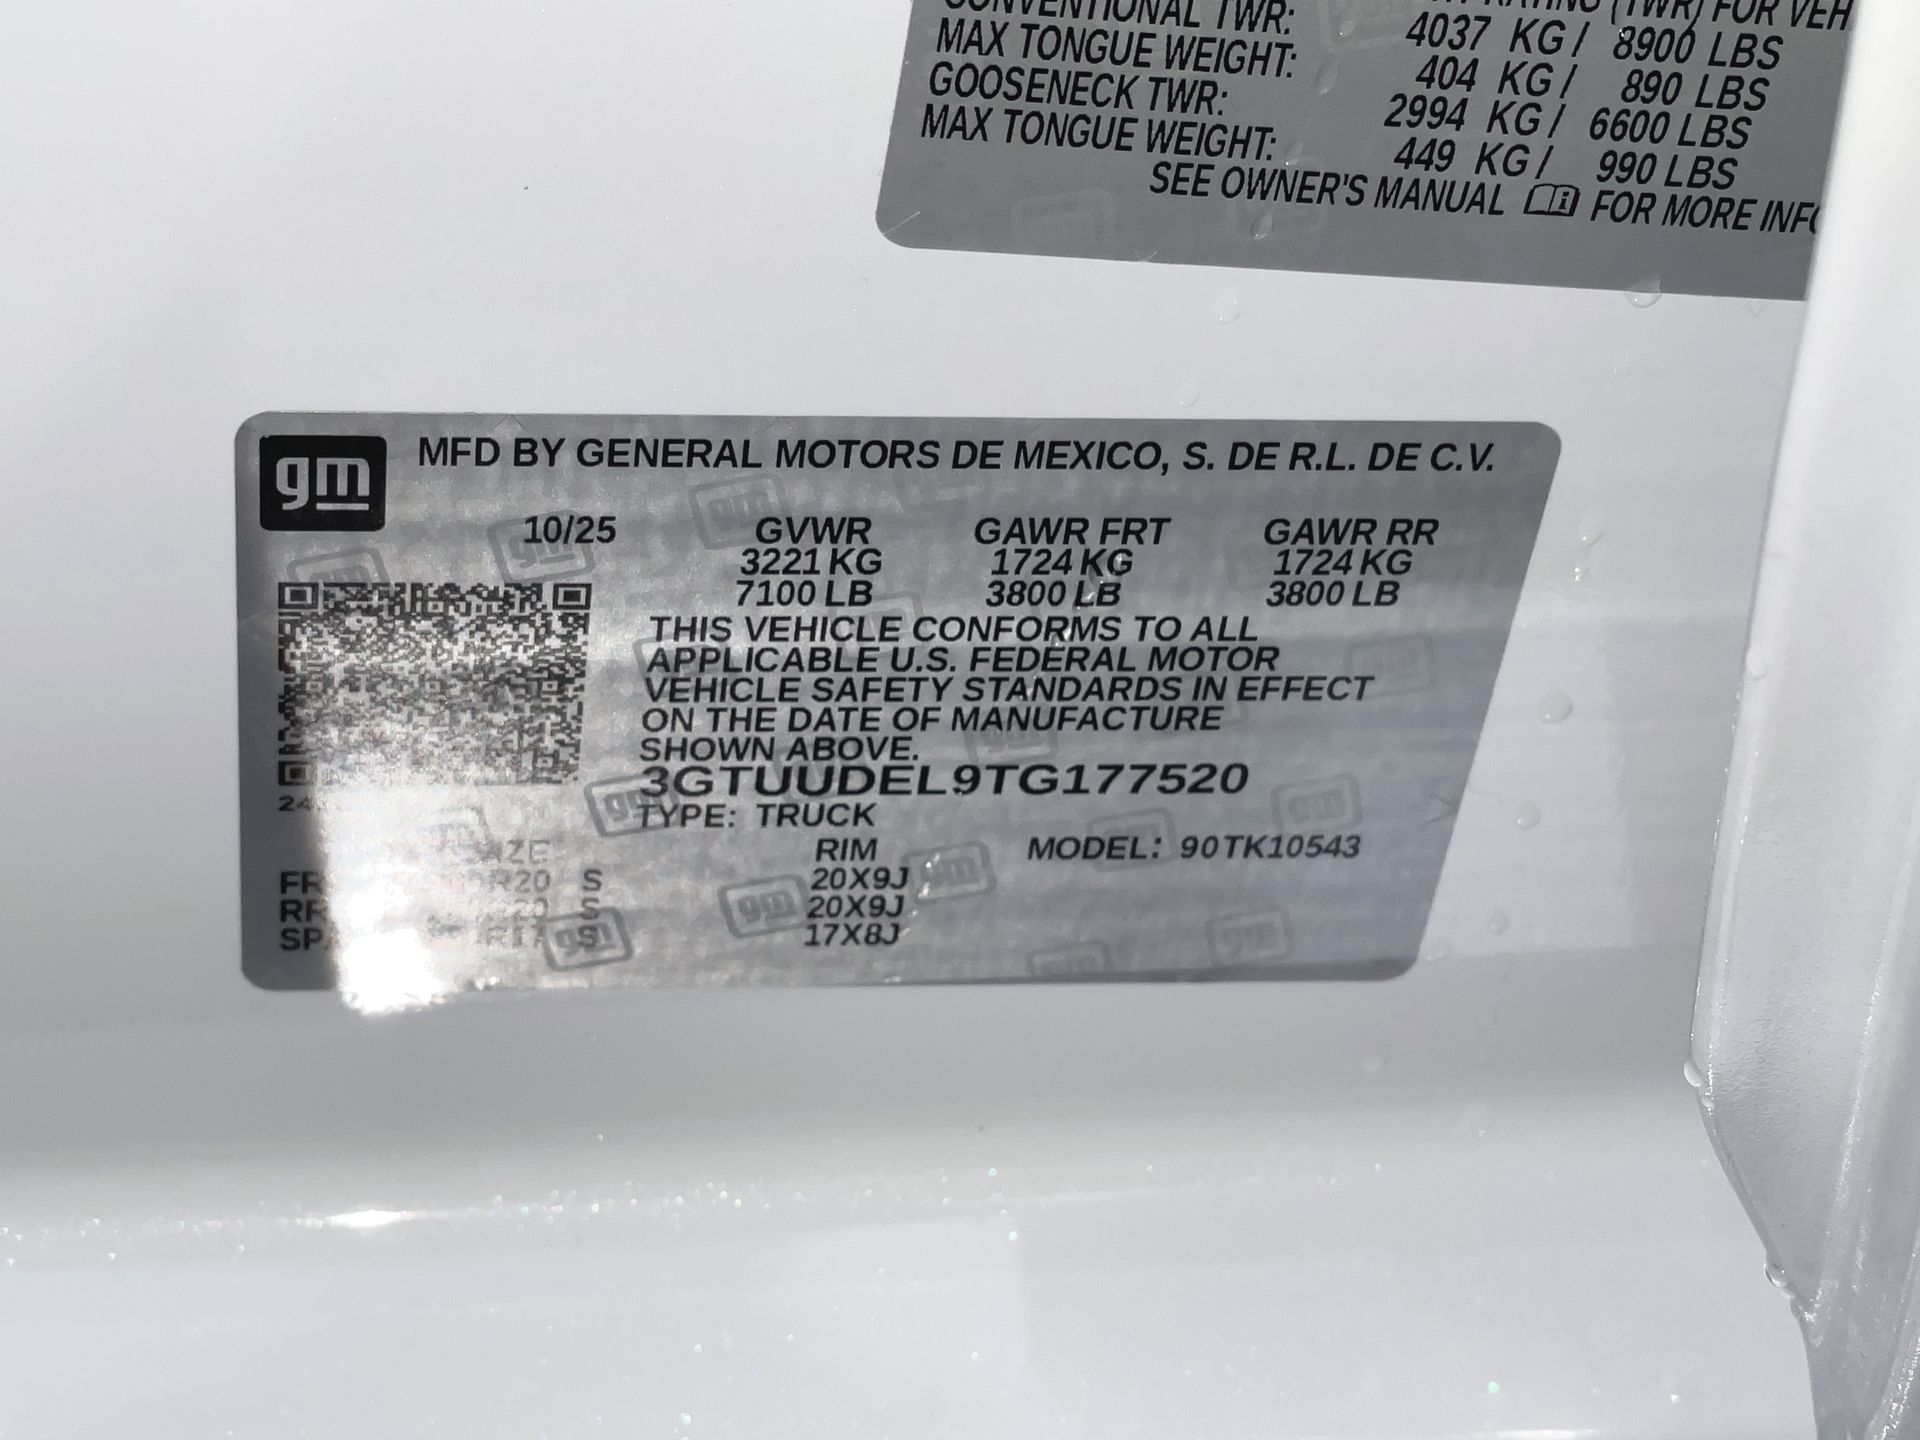 CONVENTIONAL TWR: 4037 KG / 8900 LBS
MAX TONGUE WEIGHT: 404 KG / 890 LBS
GOOSENECK TWR: 2994 KG / 6600 LBS
MAX TONGUE WEIGHT: 449 KG / 990 LBS
SEE OWNER'S MANUAL FOR MORE INFO
gm
MFD BY GENERAL MOTORS DE MEXICO, S. DE R.L. DE C.V.
10/25 GVWR GAWR FRT GAWR RR
3221 KG 1724 KG 1724 KG
7100 LB 3800 LB 3800 LB
THIS VEHICLE CONFORMS TO ALL
APPLICABLE U.S. FEDERAL MOTOR
VEHICLE SAFETY STANDARDS IN EFFECT
ON THE DATE OF MANUFACTURE
SHOWN ABOVE.
3GTUUDEL9TG177520
TYPE: TRUCK
RIM MODEL: 90TK10543
S 20X9J
S 20X9J
S 17X8J